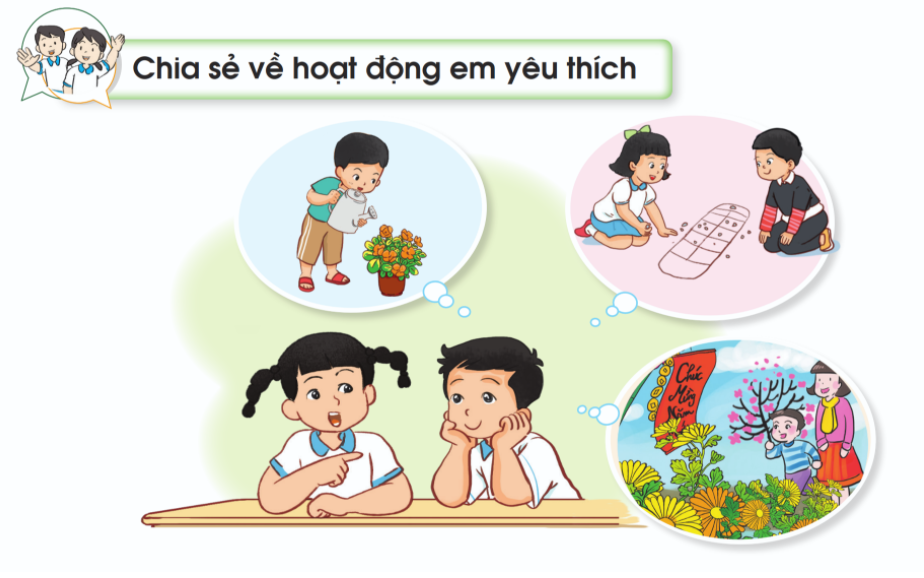 Chia sẻ về hoạt động em yêu thích
Chúc
Mừng
Năm